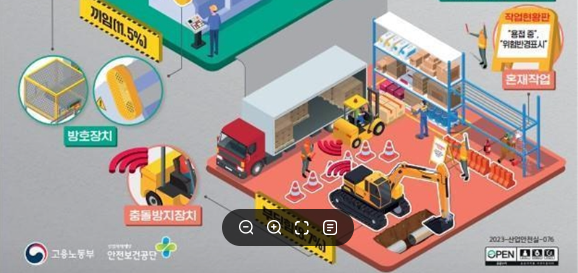 끼임(11.5%)
작업현황판
"용접 중",
"위험반경표시"
혼재작업
방호장치
충돌방지장치
고용노동부
안전보건공단
2023-산업안전실-076
OPEN